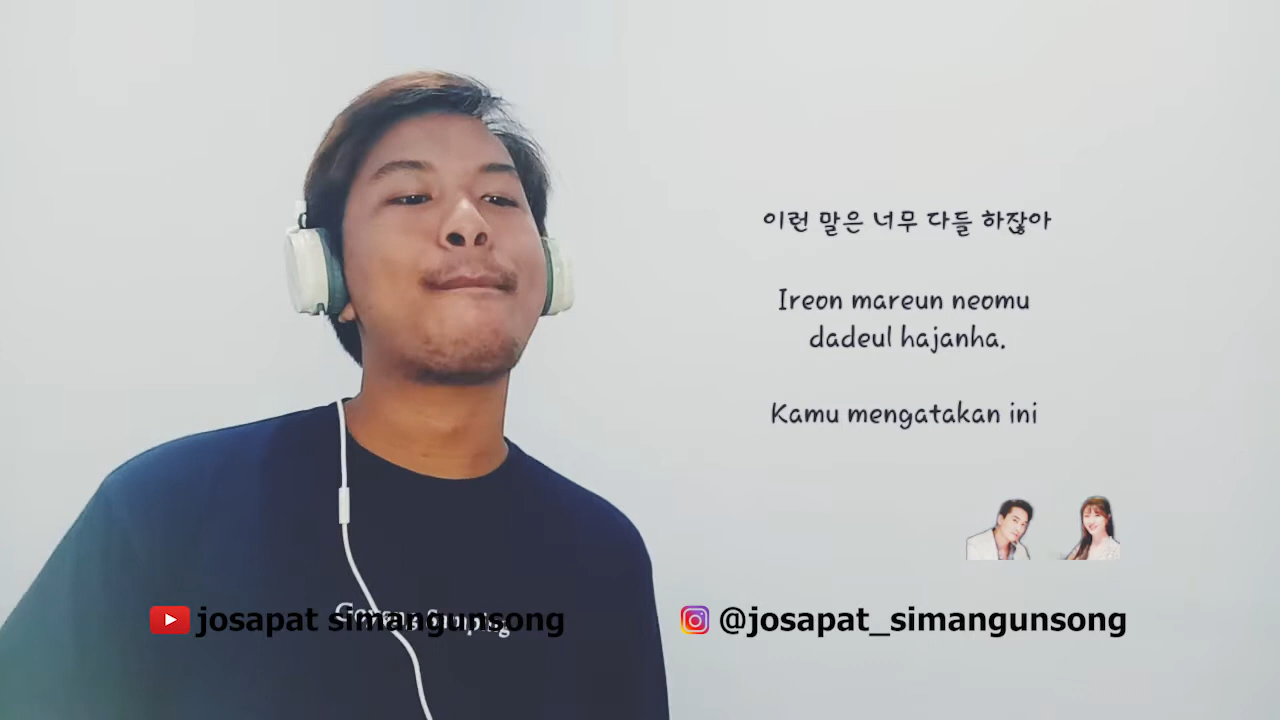 이런 말은 너무 다들 하잖아
Ireon mareun neomu
dadeul hajanha.
Kamu mengatakan ini
josapat simangunsong
@josapat_simangunsong